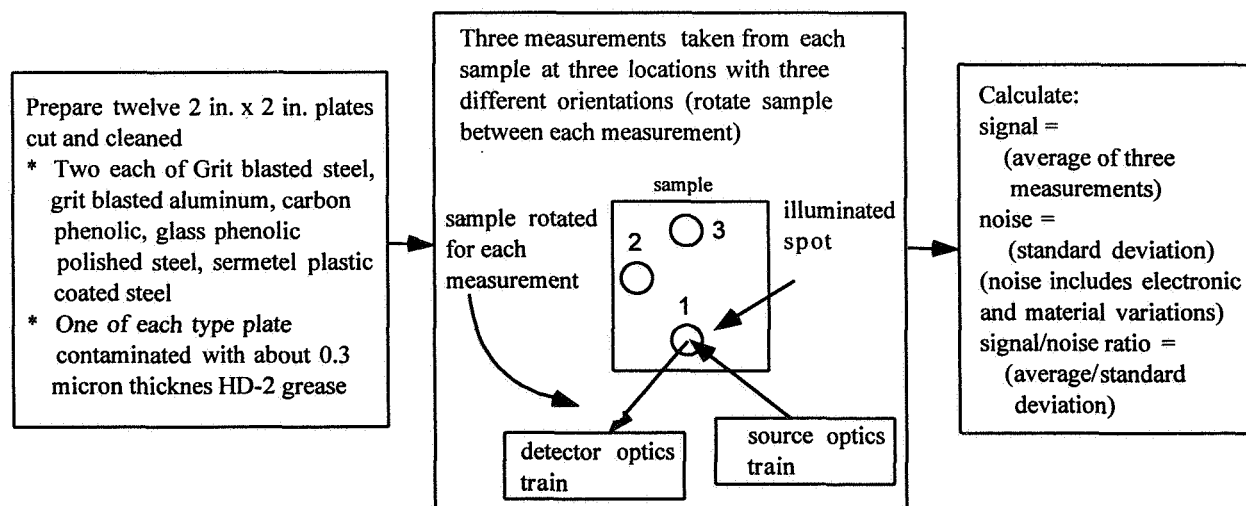 Prepare twelve 2 in. x 2 in. plates
cut and cleaned
* Two each of Grit blasted steel,
grit blasted aluminum, carbon
phenolic, glass phenolic
polished steel, sermetel plastic
coated steel
* One of each type plate
contaminated with about 0.3
micron thicknes HD-2 grease
Three measurements taken from each
sample at three locations with three
different orientations (rotate sample
between each measurement)
sample
sample rotated
for each
measurement
illuminated
spot
3
2
1
detector optics
train
source optics
train
Calculate:
signal =
(average of three
measurements)
noise =
(standard deviation)
(noise includes electronic
and material variations)
signal/noise ratio =
(average/standard
deviation)